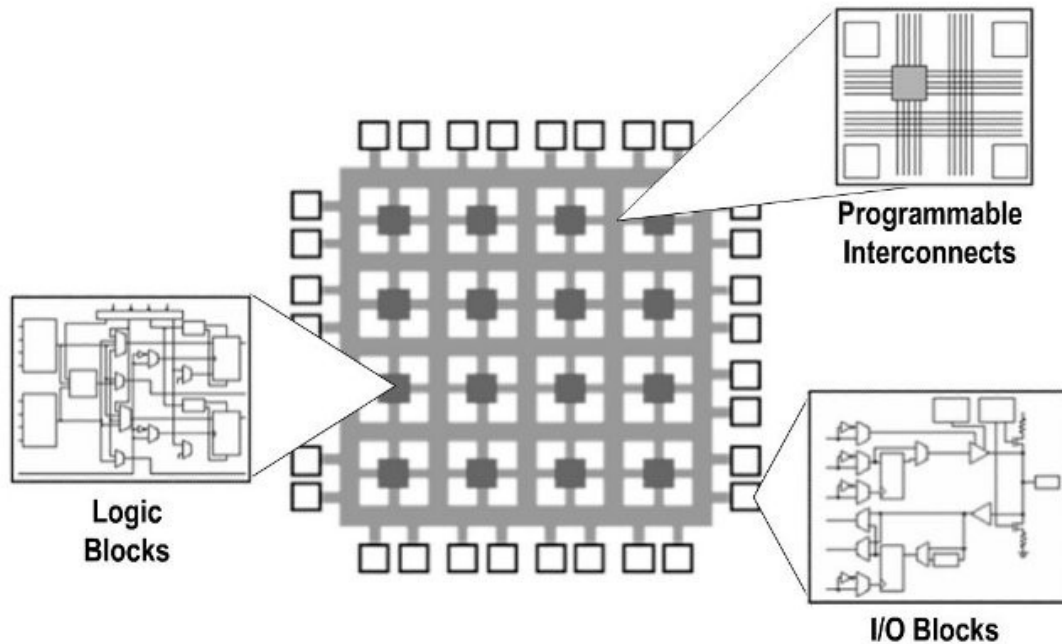 Programmable
Interconnects
Logic
Blocks
I/O Blocks